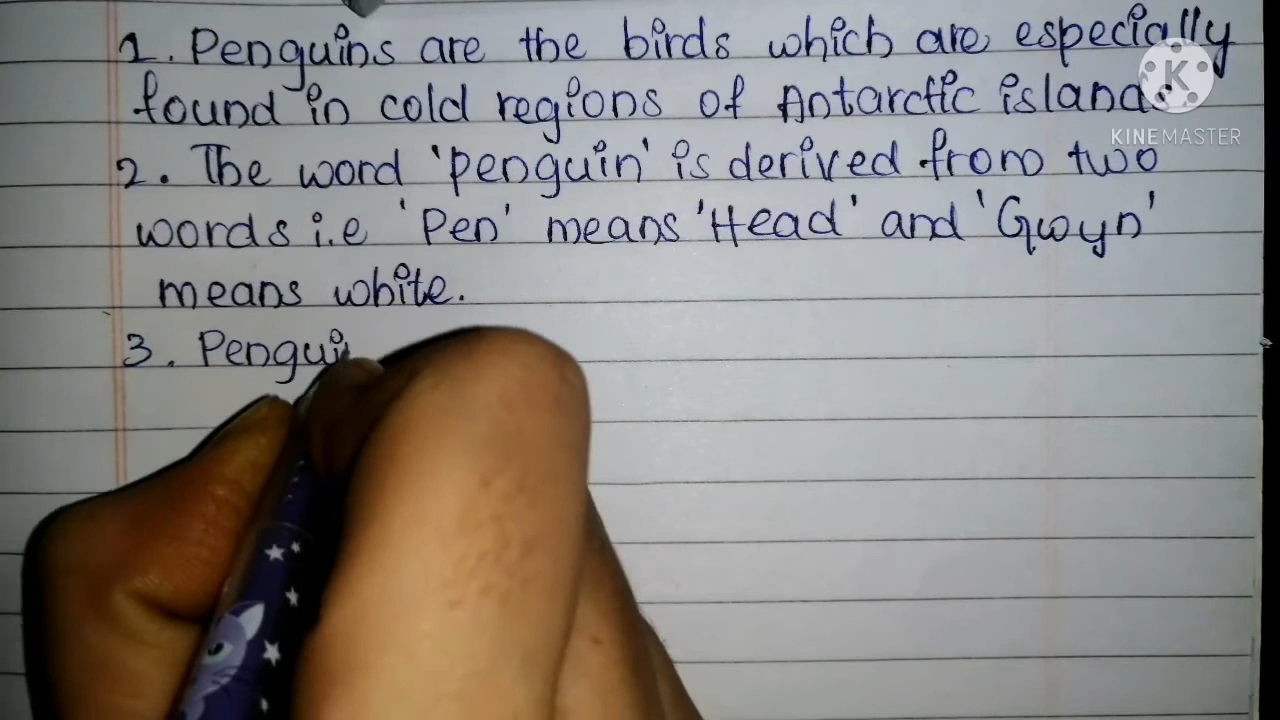 1. Penguins are the birds which are especially
found in cold regions of Antarctic island.
2. The word 'penguin' is derived from two
words i.e 'Pen' means 'Head' and 'Gwyn'
means white.
3. Pengui
K
KINEMASTER